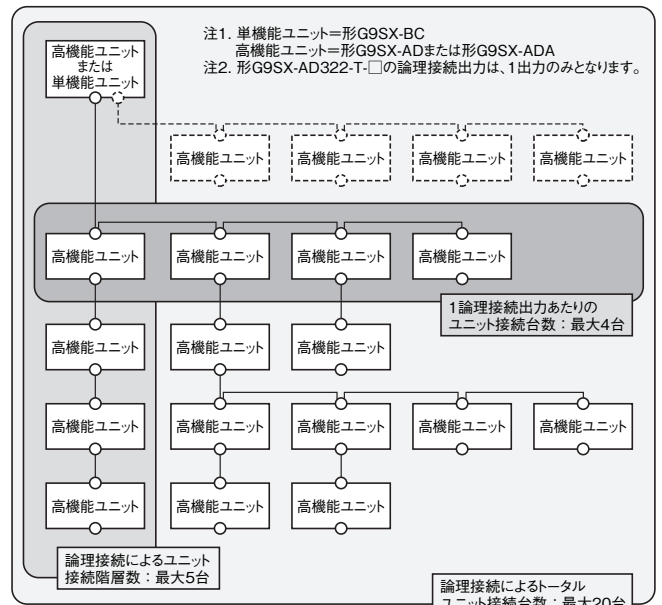 注1. 単機能ユニット＝形G9SX-BC
高機能ユニット＝形G9SX-ADまたは形G9SX-ADA
注2. 形G9SX-AD322-T-□の論理接続出力は、1出力のみとなります。
高機能ユニット
または
単機能ユニット
高機能ユニット 高機能ユニット 高機能ユニット 高機能ユニット
高機能ユニット 高機能ユニット 高機能ユニット 高機能ユニット
1論理接続出力あたりの
ユニット接続台数：最大4台
高機能ユニット 高機能ユニット 高機能ユニット
高機能ユニット 高機能ユニット 高機能ユニット 高機能ユニット 高機能ユニット
高機能ユニット 高機能ユニット 高機能ユニット
論理接続によるユニット
接続階層数：最大5台
論理接続によるトータル
ユニット接続台数：最大20台